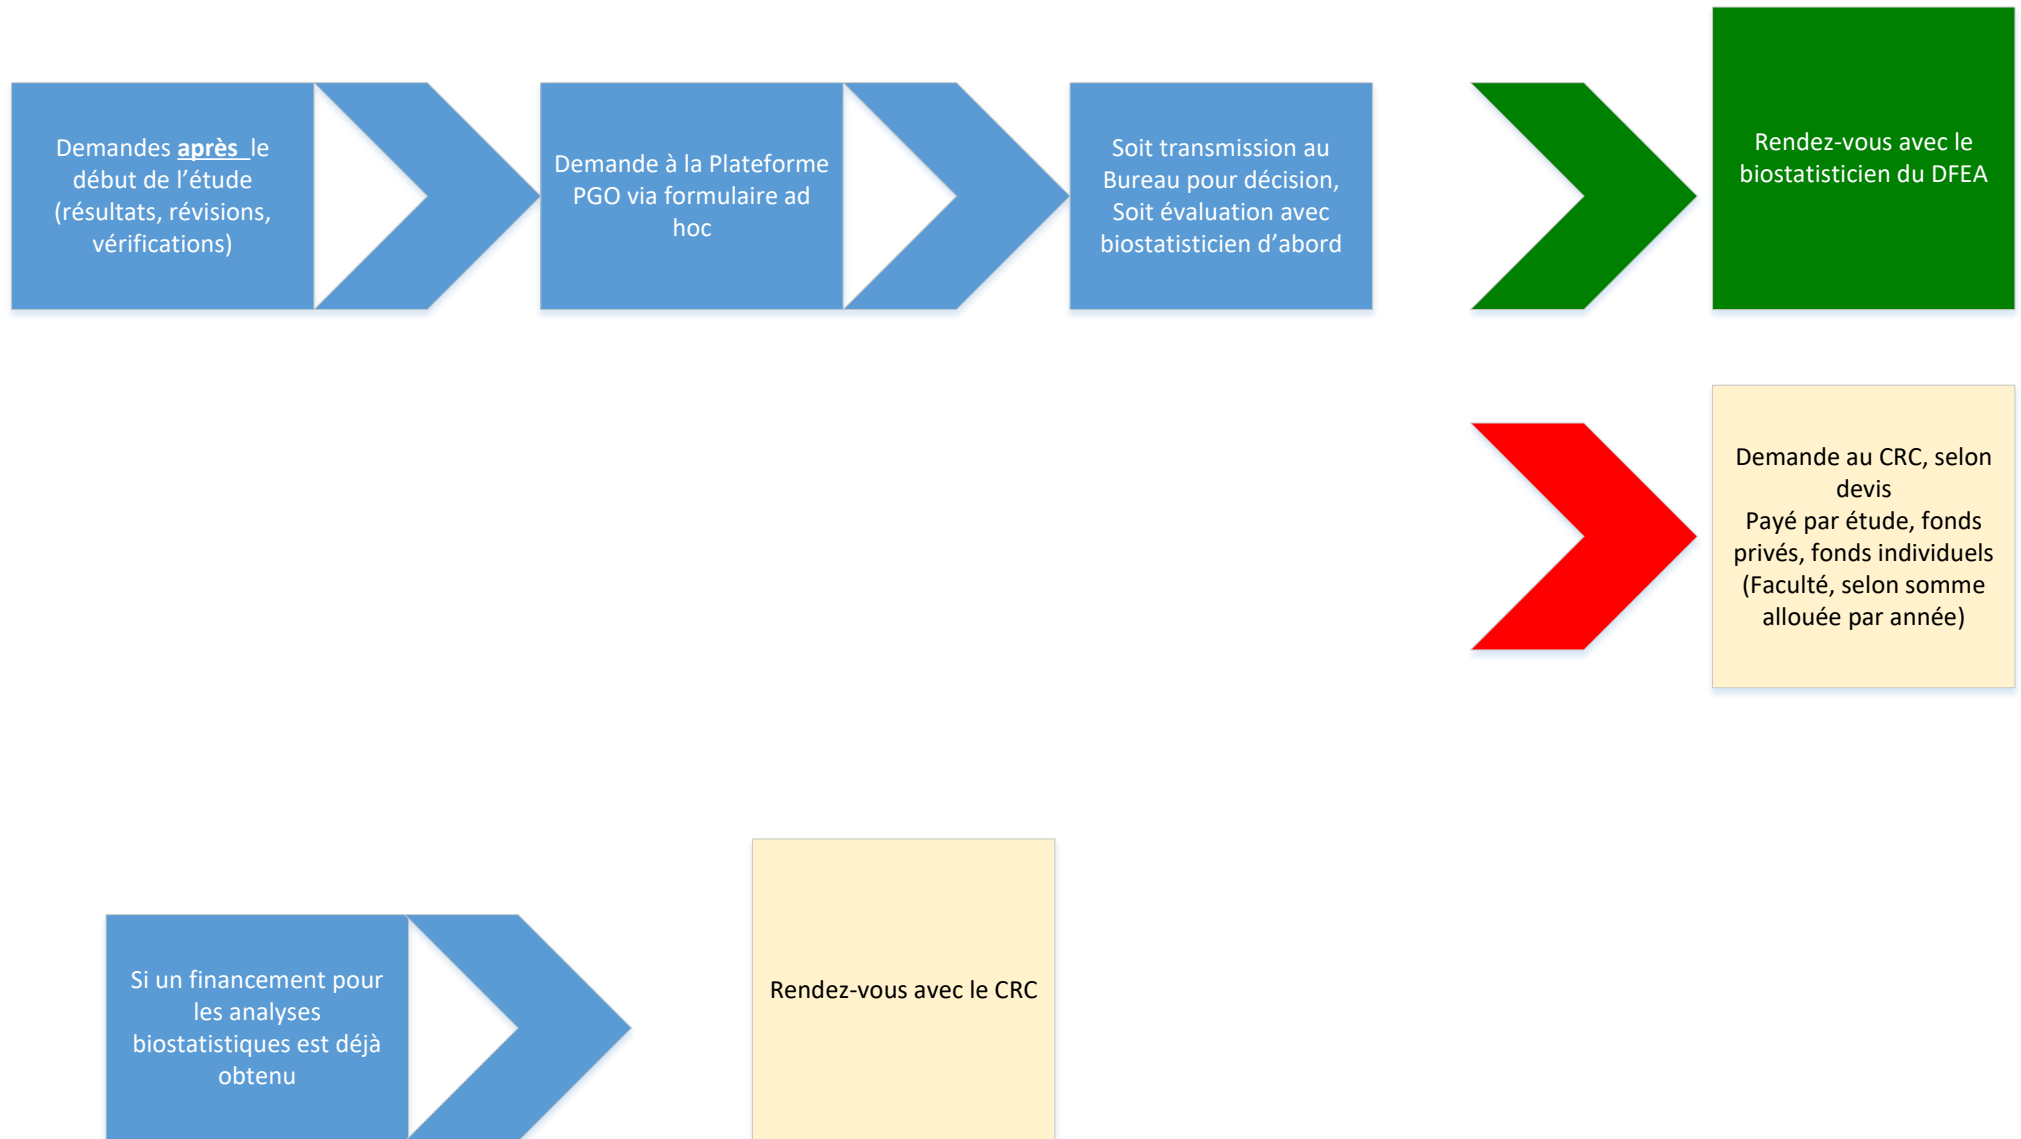 Demandes après le
début de l’étude
(résultats, révisions,
vérifications)
Demande à la Plateforme
PGO via formulaire ad
hoc
Soit transmission au
Bureau pour décision,
Soit évaluation avec
biostatisticien d’abord
Rendez-vous avec le
biostatisticien du DFEA
Demande au CRC, selon
devis
Payé par étude, fonds
privés, fonds individuels
(Faculté, selon somme
allouée par année)
Si un financement pour
les analyses
biostatistiques est déjà
obtenu
Rendez-vous avec le CRC